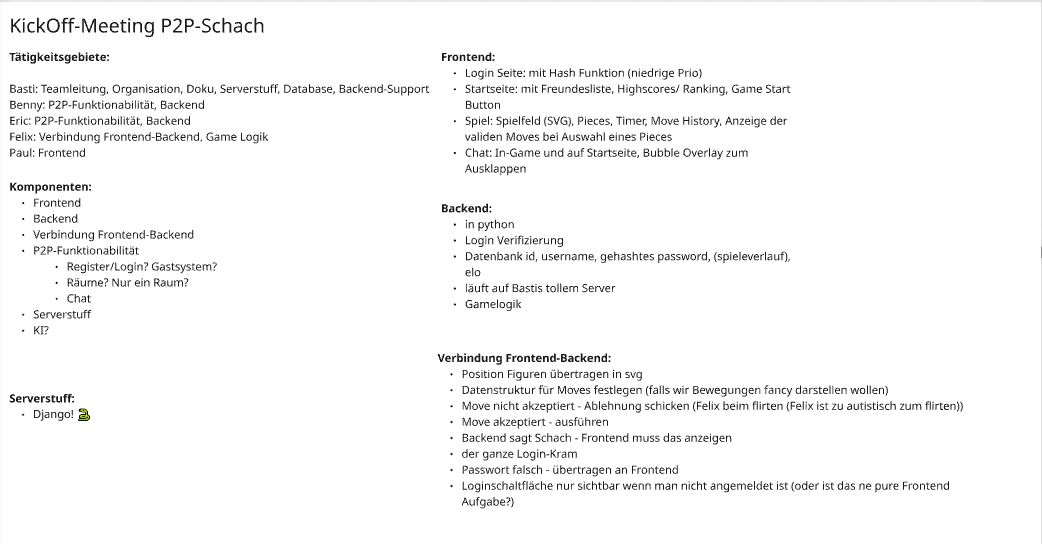 KickOff-Meeting P2P-Schach
Tätigkeitsgebiete:
Basti: Teamleitung, Organisation, Doku, Serverstuff, Database, Backend-Support
Benny: P2P-Funktionabilität, Backend
Eric: P2P-Funktionabilität, Backend
Felix: Verbindung Frontend-Backend, Game Logik
Paul: Frontend
Komponenten:
• Frontend
• Backend
• Verbindung Frontend-Backend
• P2P-Funktionabilität
• Register/Login? Gastsystem?
• Räume? Nur ein Raum?
• Chat
• Serverstuff
• KI?
Serverstuff:
• Django! 🐍
Frontend:
• Login Seite: mit Hash Funktion (niedrige Prio)
• Startseite: mit Freundesliste, Highscores/ Ranking, Game Start
Button
• Spiel: Spielfeld (SVG), Pieces, Timer, Move History, Anzeige der
validen Moves bei Auswahl eines Pieces
• Chat: In-Game und auf Startseite, Bubble Overlay zum
Ausklappen
Backend:
• in python
• Login Verifizierung
• Datenbank id, username, gehashtes password, (spieleverlauf),
elo
• läuft auf Bastis tollem Server
• Gamelogik
Verbindung Frontend-Backend:
• Position Figuren übertragen in svg
• Datenstruktur für Moves festlegen (falls wir Bewegungen fancy darstellen wollen)
• Move nicht akzeptiert - Ablehnung schicken (Felix beim flirten (Felix ist zu autistisch zum flirten))
• Move akzeptiert - ausführen
• Backend sagt Schach - Frontend muss das anzeigen
• der ganze Login-Kram
• Passwort falsch - übertragen an Frontend
• Loginschaltfläche nur sichtbar wenn man nicht angemeldet ist (oder ist das ne pure Frontend
Aufgabe?)